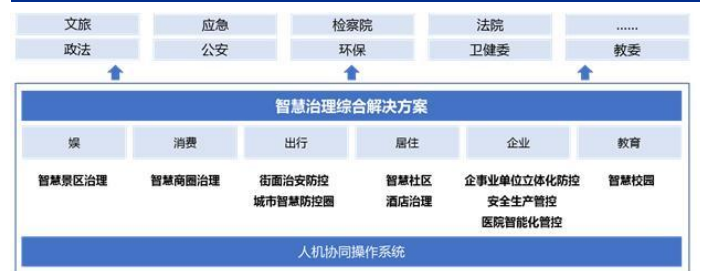 文旅 应急 检察院 法院 ......
政法 公安 环保 卫健委 教委
智慧治理综合解决方案
娱 消费 出行 居住 企业 教育
智慧景区治理 智慧商圈治理 街面治安防控 智慧社区 企事业单位立体化防控 智慧校园
城市智慧防控圈 酒店治理 安全生产管控
医院智能化管控
人机协同操作系统